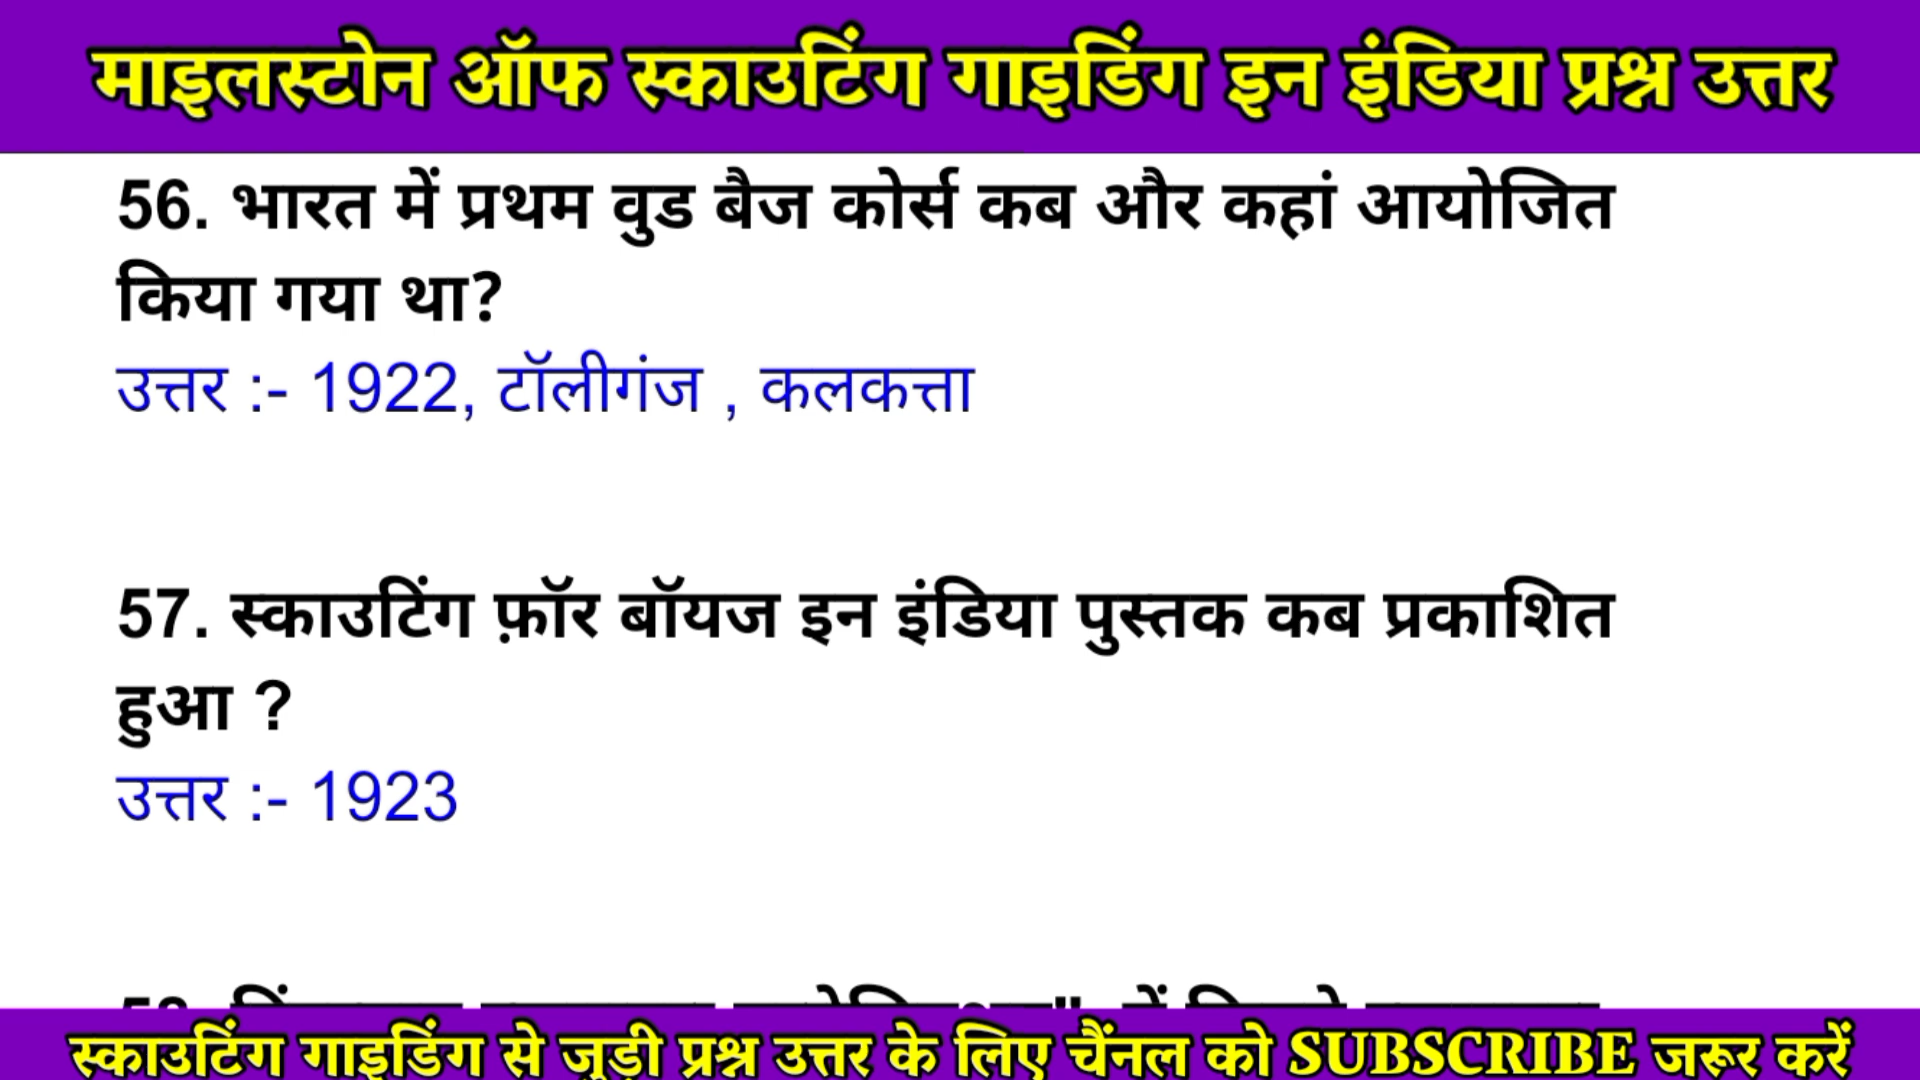 माइलस्टोन ऑफ स्काउटिंग गाइडिंग इन इंडिया प्रश्न उत्तर
56. भारत में प्रथम वुड बैज कोर्स कब और कहां आयोजित
किया गया था?
उत्तर :- 1922, टॉलीगंज , कलकत्ता
57. स्काउटिंग फ़ॉर बॉयज इन इंडिया पुस्तक कब प्रकाशित
हुआ ?
उत्तर :- 1923
स्काउटिंग गाइडिंग से जुड़ी प्रश्न उत्तर के लिए चैंनल को SUBSCRIBE जरूर करें